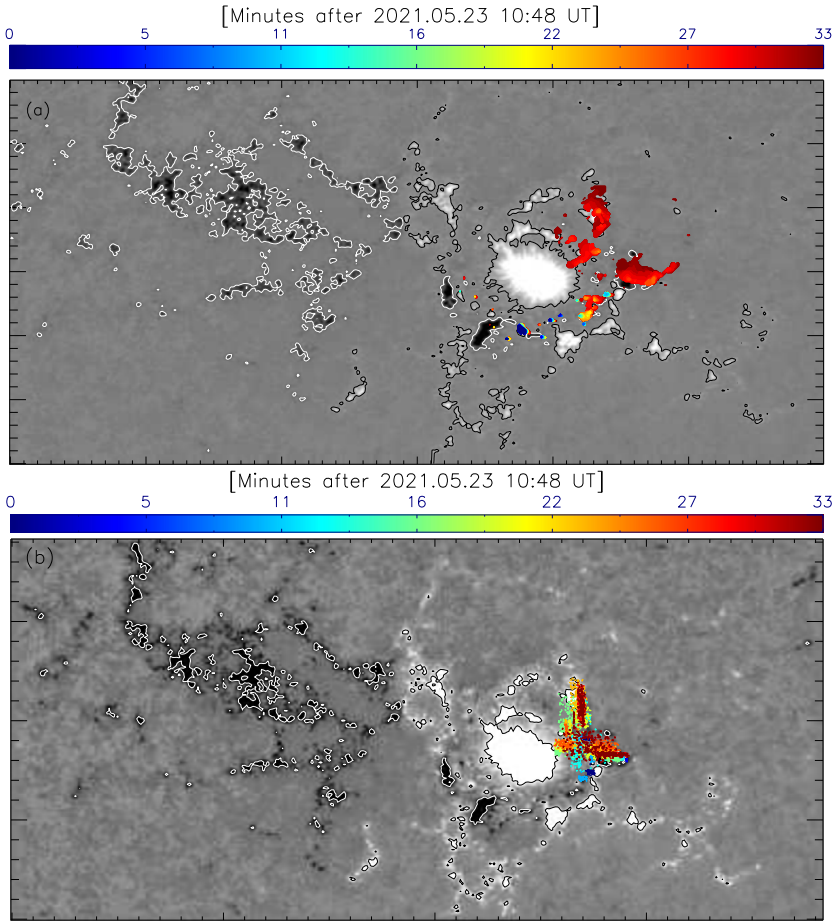 [Minutes after 2021.05.23 10:48 UT]
0 5 11 16 22 27 33
(a)
[Minutes after 2021.05.23 10:48 UT]
0 5 11 16 22 27 33
(b)